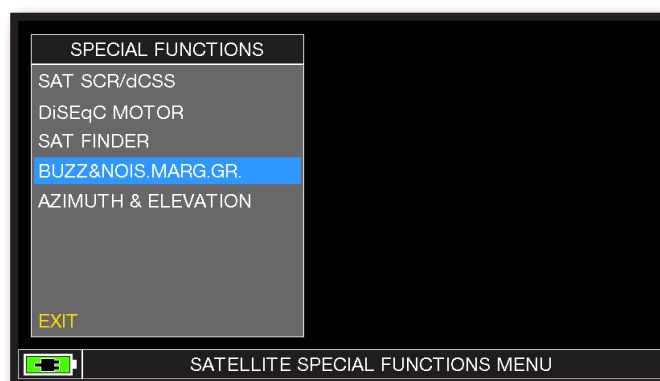 SPECIAL FUNCTIONS
SAT SCR/dCSS
DiSEqC MOTOR
SAT FINDER
BUZZ&NOIS.MARG.GR.
AZIMUTH & ELEVATION
EXIT
SATELLITE SPECIAL FUNCTIONS MENU